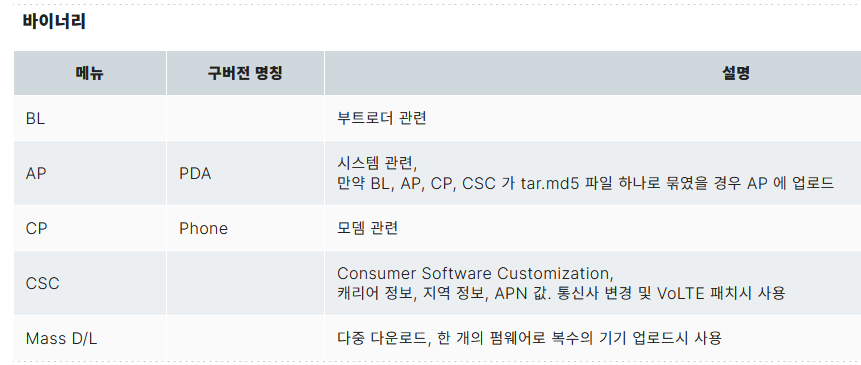 바이너리
메뉴 구버전 명칭 설명
BL 부트로더 관련
AP PDA 시스템 관련,
만약 BL, AP, CP, CSC 가 tar.md5 파일 하나로 묶였을 경우 AP 에 업로드
CP Phone 모뎀 관련
CSC Consumer Software Customization,
캐리어 정보, 지역 정보, APN 값. 통신사 변경 및 VoLTE 패치시 사용
Mass D/L 다중 다운로드, 한 개의 펌웨어로 복수의 기기 업로드시 사용